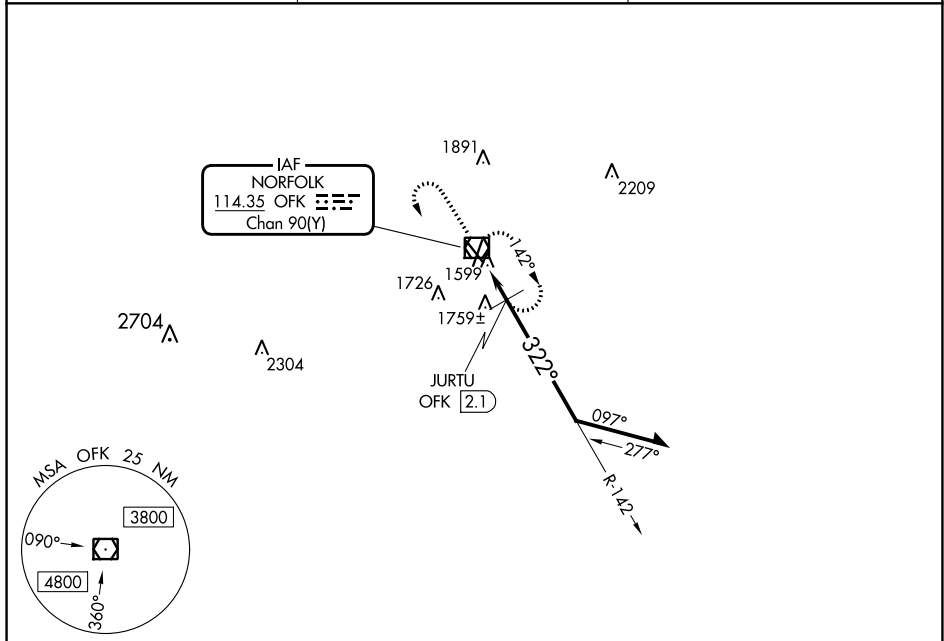 1891
2209
IAF
NORFOLK
114.35 OFK
Chan 90(Y)
142°
1599
1726
1759±
2704
2304
322°
JURTU
OFK 2.1
097°
277°
R-142
MSA OFK 25 NM
3800
090°
4800
360°